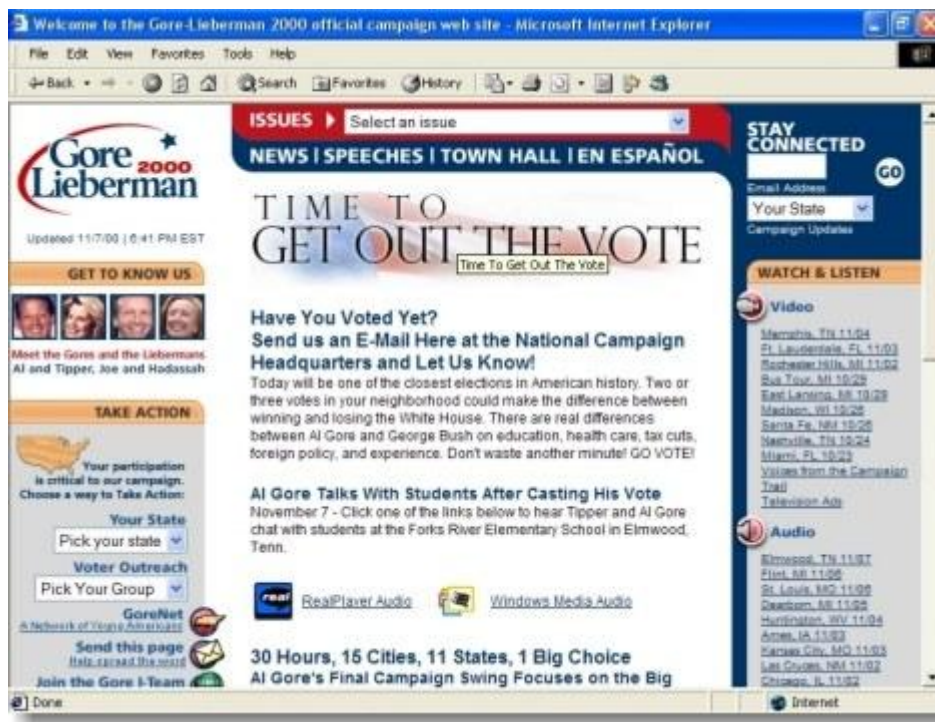 Welcome to the Gore-Lieberman 2000 official campaign web site - Microsoft Internet Explorer
File Edit View Favorites Tools Help
Back Search Favorites History
Gore 2000
Lieberman
Updated 11/7/00 | 6:41 PM EST
GET TO KNOW US
Meet the Gores and the Liebermans
Al and Tipper, Joe and Hadassah
TAKE ACTION
Your participation
is critical to our campaign.
Choose a way to Take Action:
Your State
Pick your state
Voter Outreach
Pick Your Group
GoreNet
A Network of Young Americans
Send this page
Help spread the word
Join the Gore I-Team
ISSUES Select an issue
NEWS | SPEECHES | TOWN HALL | EN ESPAÑOL
TIME TO
GET OUT THE VOTE
Time To Get Out The Vote
Have You Voted Yet?
Send us an E-Mail Here at the National Campaign
Headquarters and Let Us Know!
Today will be one of the closest elections in American history. Two or
three votes in your neighborhood could make the difference between
winning and losing the White House. There are real differences
between Al Gore and George Bush on education, health care, tax cuts,
foreign policy, and experience. Don't waste another minute! GO VOTE!
Al Gore Talks With Students After Casting His Vote
November 7 - Click one of the links below to hear Tipper and Al Gore
chat with students at the Forks River Elementary School in Elmwood,
Tenn.
real RealPlayer Audio Windows Media Audio
30 Hours, 15 Cities, 11 States, 1 Big Choice
Al Gore's Final Campaign Swing Focuses on the Big
STAY
CONNECTED
GO
Email Address
Your State
Campaign Updates
WATCH & LISTEN
Video
Memphis, TN 11/04
Ft. Lauderdale, FL 11/03
Rochester Hills, MI 11/02
Bus Tour, MI 10/29
East Lansing, MI 10/29
Madison, WI 10/26
Santa Fe, NM 10/26
Nashville, TN 10/24
Miami, FL 10/23
Voices from the Campaign
Trail
Television Ads
Audio
Elmwood, TN 11/07
Flint, MI 11/06
St. Louis, MO 11/06
Dearborn, MI 11/05
Huntington, WV 11/04
Ames, IA 11/03
Kansas City, MO 11/03
Las Cruces, NM 11/02
Chicago, IL 11/02
Done
Internet